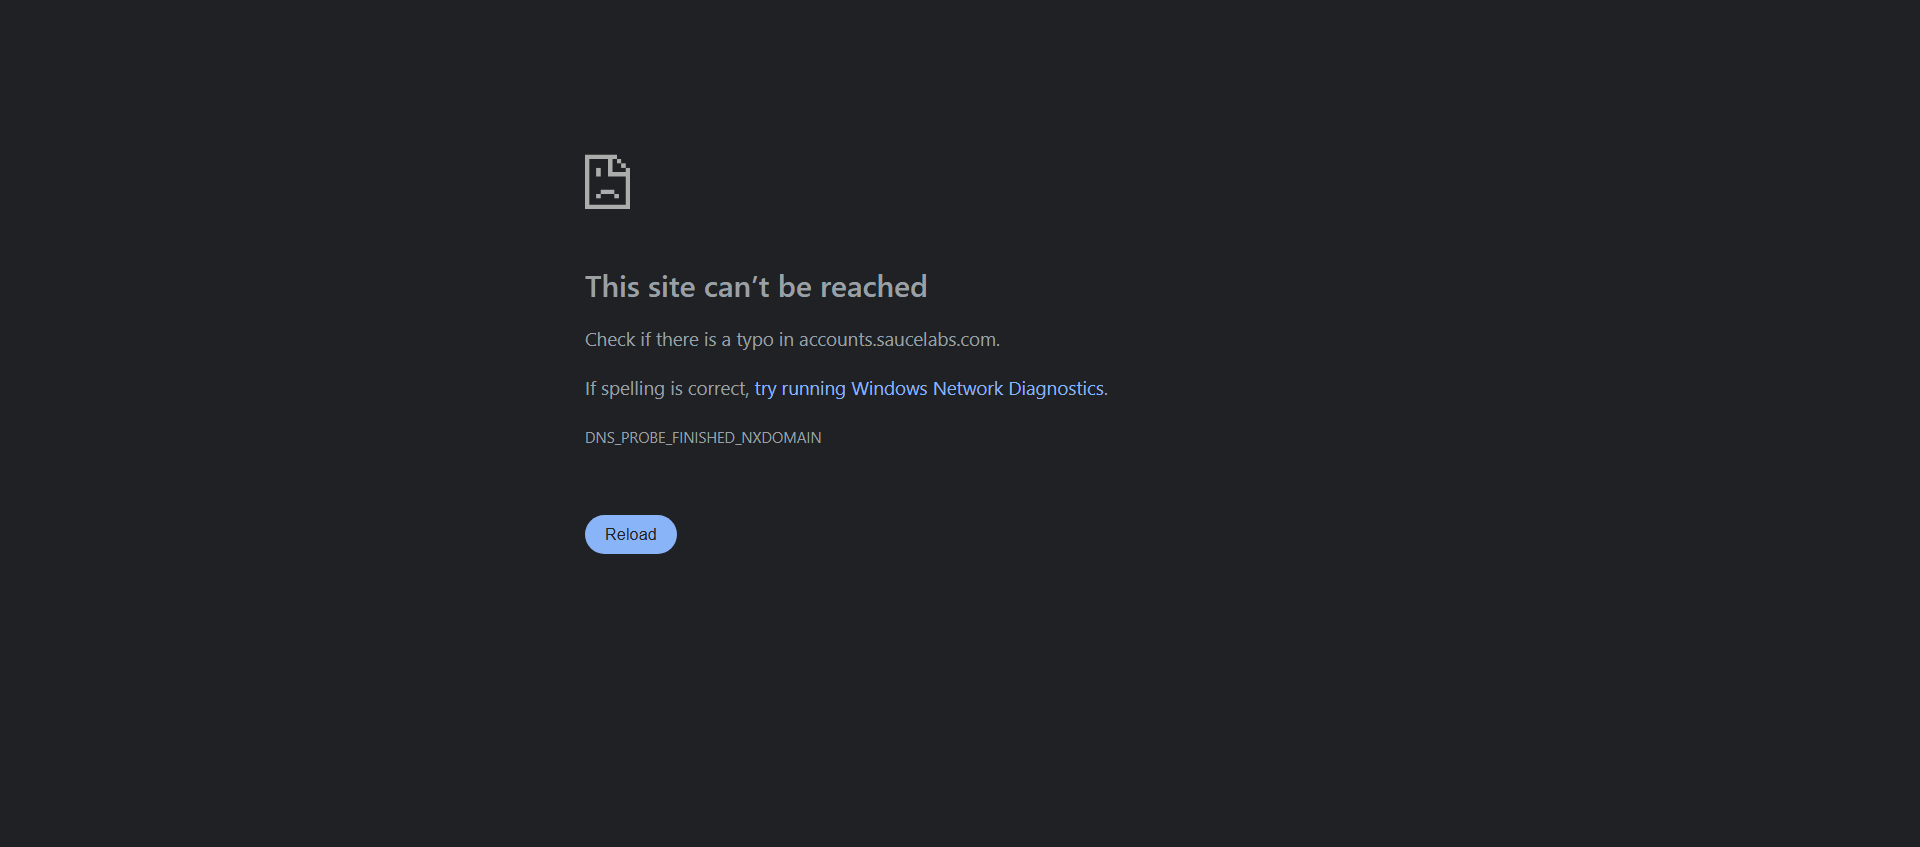 This site can’t be reached
Check if there is a typo in accounts.saucelabs.com.
If spelling is correct, try running Windows Network Diagnostics.
DNS_PROBE_FINISHED_NXDOMAIN
Reload